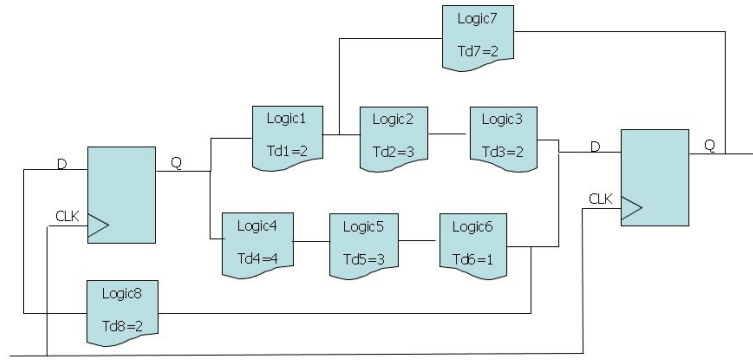 Logic7
Td7=2
Logic1
Td1=2
Logic2
Td2=3
Logic3
Td3=2
D
Q
CLK
D
Q
CLK
Logic4
Td4=4
Logic5
Td5=3
Logic6
Td6=1
Logic8
Td8=2